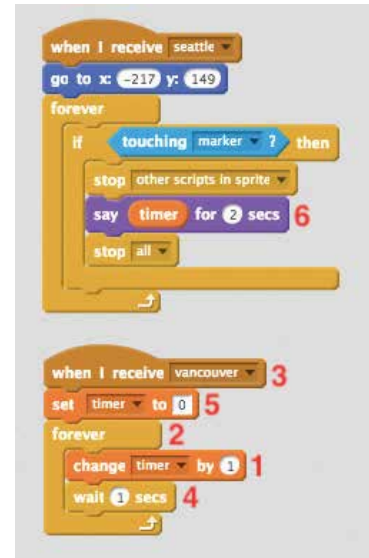 when I receive seattle
go to x: -217 y: 149
forever
if touching marker ? then
stop other scripts in sprite
say timer for 2 secs 6
stop all
when I receive vancouver 3
set timer to 0 5
forever 2
change timer by 1 1
wait 1 secs 4